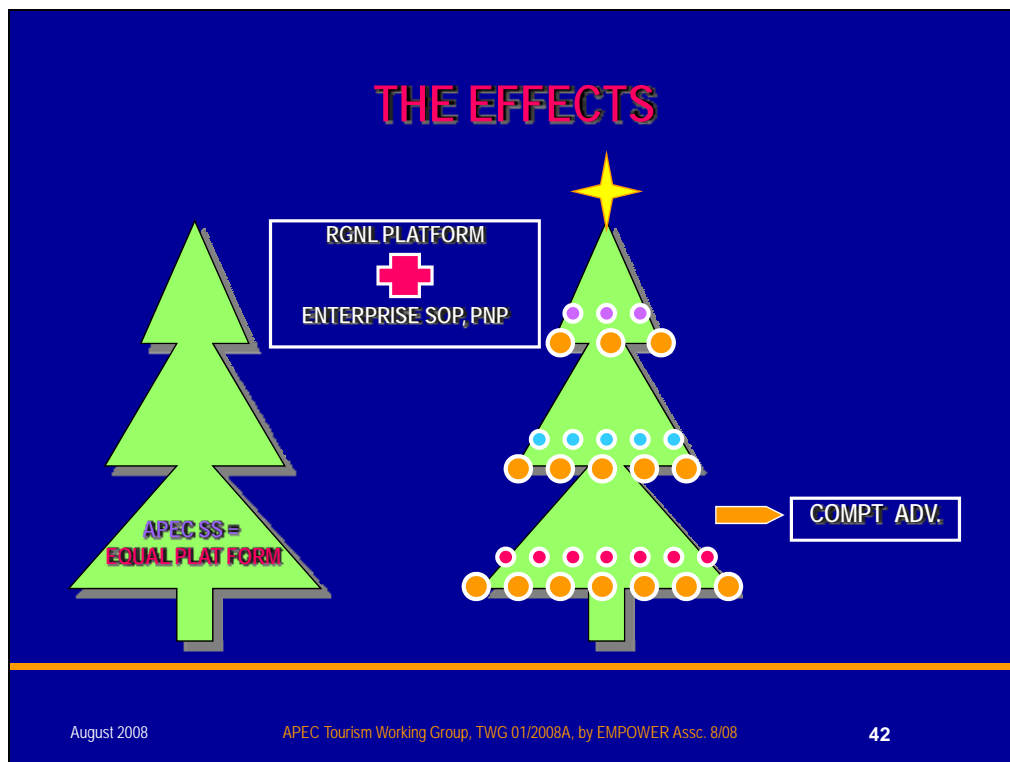 THE EFFECTS
RGNL PLATFORM
ENTERPRISE SOP, PNP
APEC SS =
EQUAL PLAT FORM
COMPT ADV.
August 2008
APEC Tourism Working Group, TWG 01/2008A, by EMPOWER Assc. 8/08
42